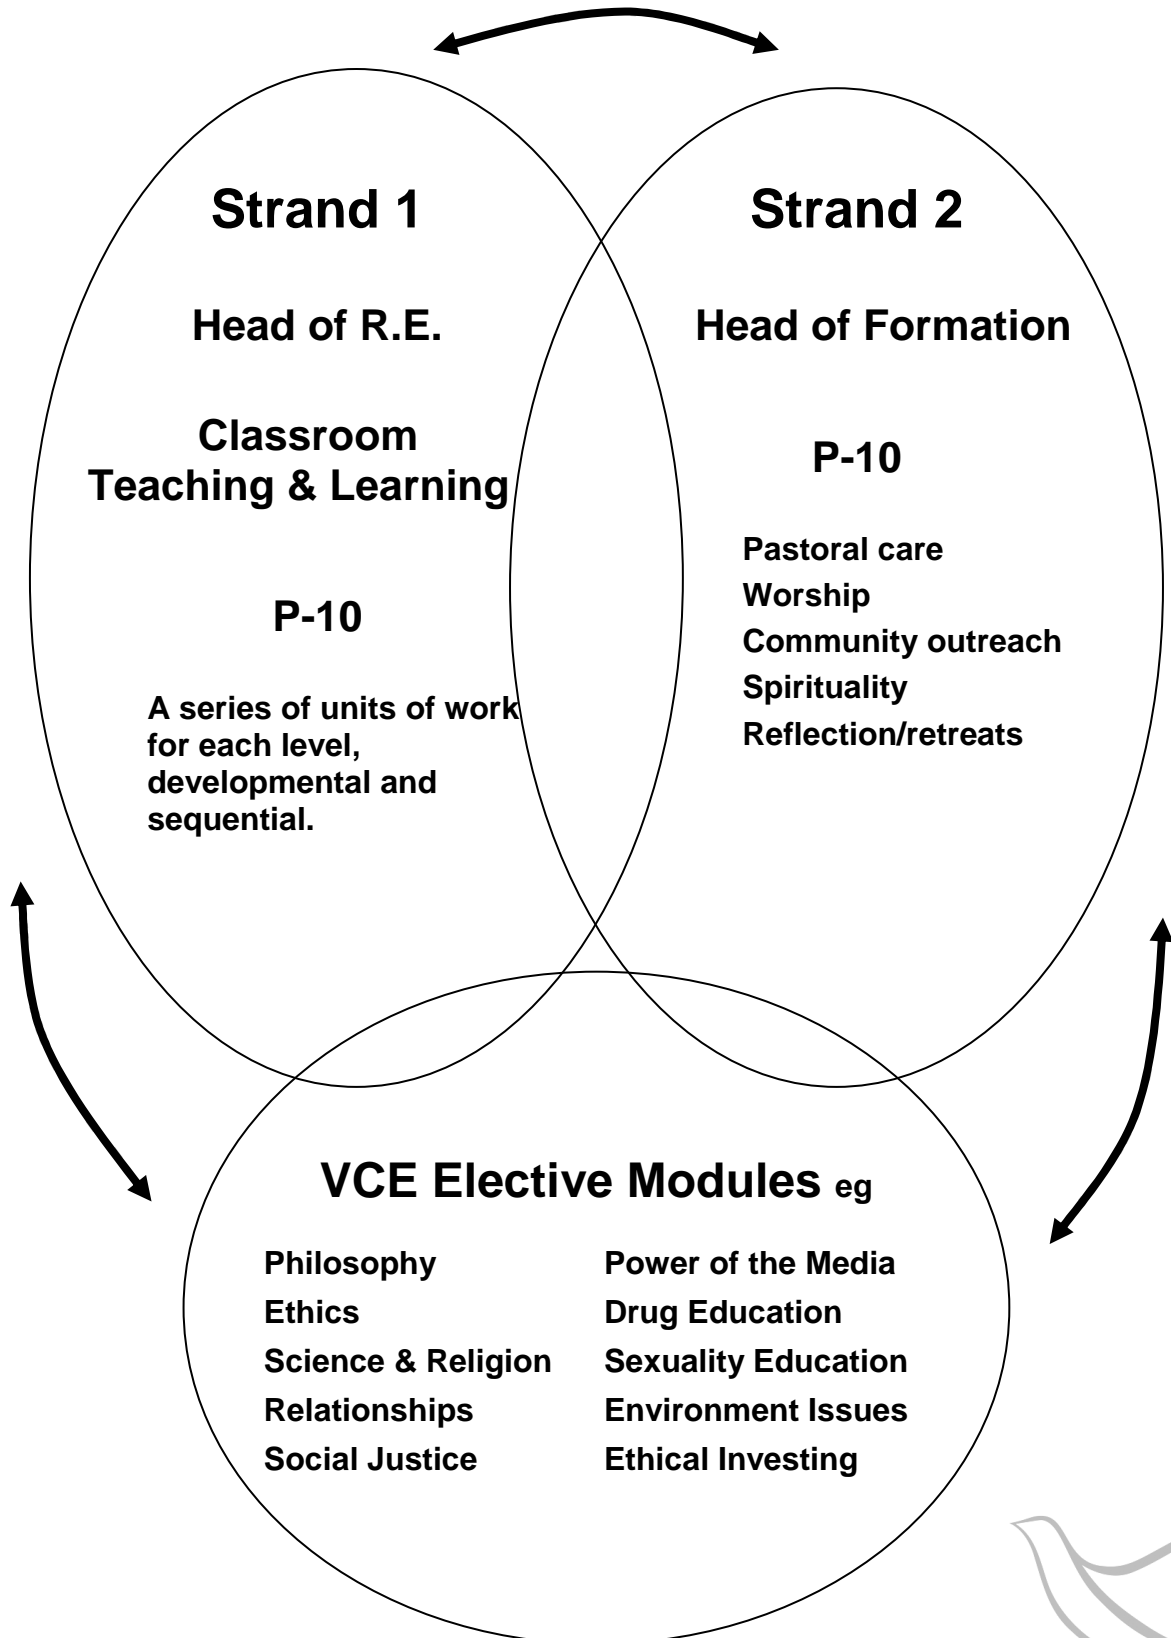 Strand 1
Head of R.E.
Classroom
Teaching & Learning
P-10
A series of units of work
for each level,
developmental and
sequential.
Strand 2
Head of Formation
P-10
Pastoral care
Worship
Community outreach
Spirituality
Reflection/retreats
VCE Elective Modules eg
Philosophy
Ethics
Science & Religion
Relationships
Social Justice
Power of the Media
Drug Education
Sexuality Education
Environment Issues
Ethical Investing